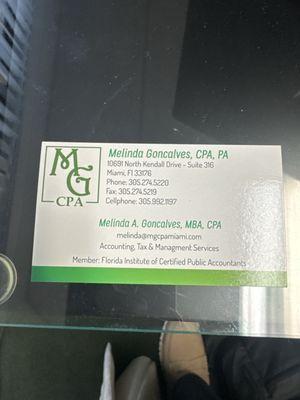 MG
CPA
Melinda Goncalves, CPA, PA
10691 North Kendall Drive - Suite 316
Miami, Fl 33176
Phone: 305.274.5220
Fax: 305.274.5219
Cellphone: 305.992.1197
Melinda A. Goncalves, MBA, CPA
melinda@mgcpamiami.com
Accounting, Tax & Managment Services
Member: Florida Institute of Certified Public Accountants